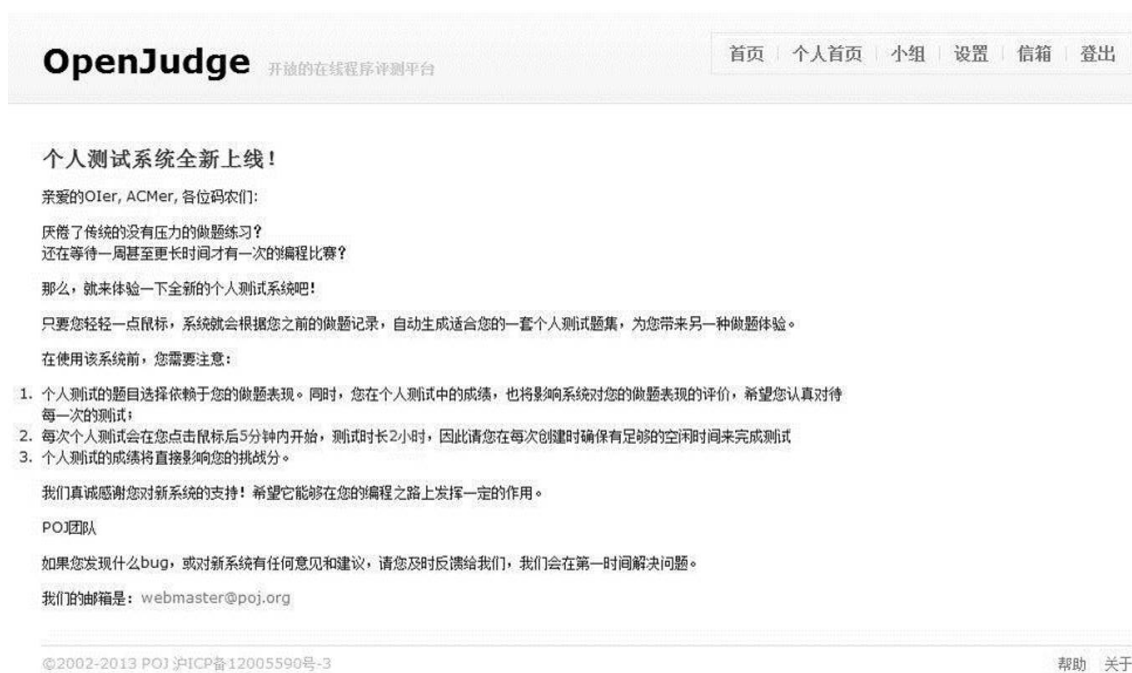 OpenJudge 开放的在线程序评测平台
首页 个人首页 小组 设置 信箱 登出
个人测试系统全新上线!
亲爱的OIer, ACMer, 各位码农们:
厌倦了传统的没有压力的做题练习?
还在等待一周甚至更长时间才有一次的编程比赛?
那么，就来体验一下全新的个人测试系统吧!
只要您轻轻一点鼠标，系统就会根据您之前的做题记录，自动生成适合您的一套个人测试题集，为您带来另一种做题体验。
在使用该系统前，您需要注意:
1. 个人测试的题目选择依赖于您的做题表现。同时，您在个人测试中的成绩，也将影响系统对您的做题表现的评价，希望您认真对待
每一次的测试;
2. 每次个人测试会在您点击鼠标后5分钟内开始，测试时长2小时，因此请您在每次创建时确保有足够的空闲时间来完成测试
3. 个人测试的成绩将直接影响您的挑战分。
我们真诚感谢您对新系统的支持! 希望它能够在您的编程之路上发挥一定的作用。
POJ团队
如果您发现什么bug，或对新系统有任何意见和建议，请您及时反馈给我们，我们会在第一时间解决问题。
我们的邮箱是: webmaster@poj.org
©2002-2013 POJ 沪ICP备12005590号-3
帮助 关于